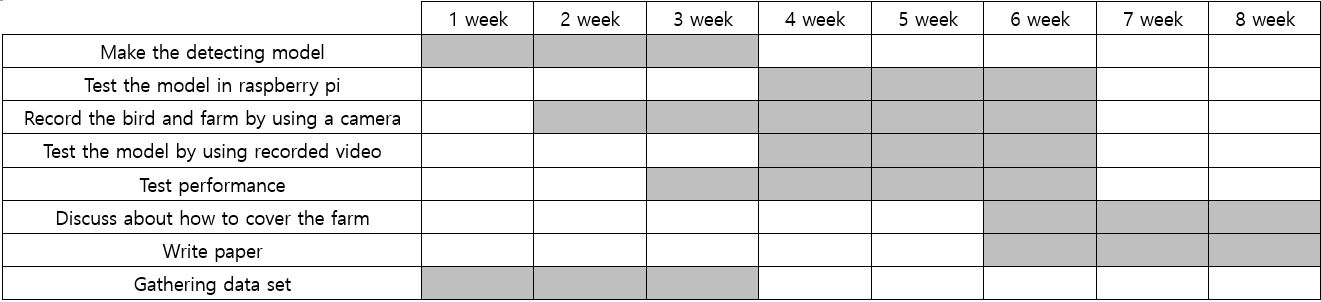 1 week 2 week 3 week 4 week 5 week 6 week 7 week 8 week
Make the detecting model
Test the model in raspberry pi
Record the bird and farm by using a camera
Test the model by using recorded video
Test performance
Discuss about how to cover the farm
Write paper
Gathering data set